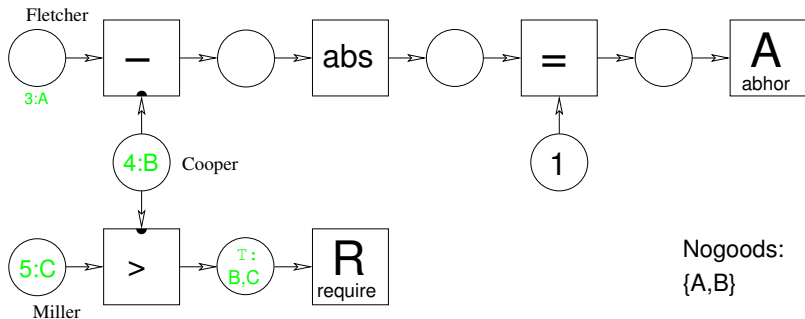 Fletcher
3:A
−
abs
=
A
abhor
4:B
Cooper
1
5:C
Miller
>
T:
B,C
R
require
Nogoods:
{A,B}